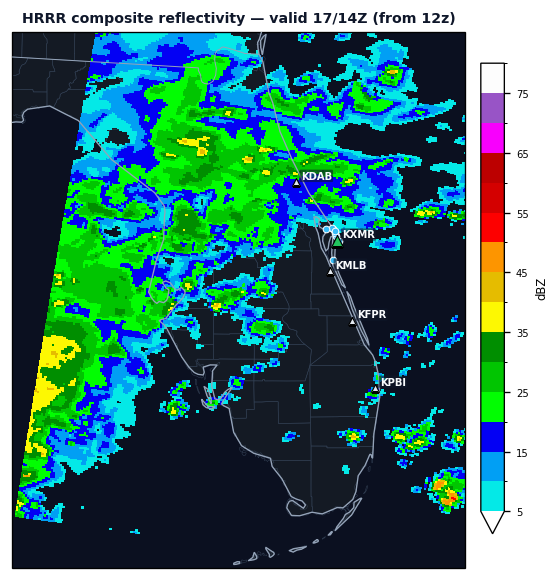 HRRR composite reflectivity — valid 17/14Z (from 12z)
KDAB
KXMR
KMLB
KFPR
KPBI
75
65
55
45
35
25
15
5
dBZ